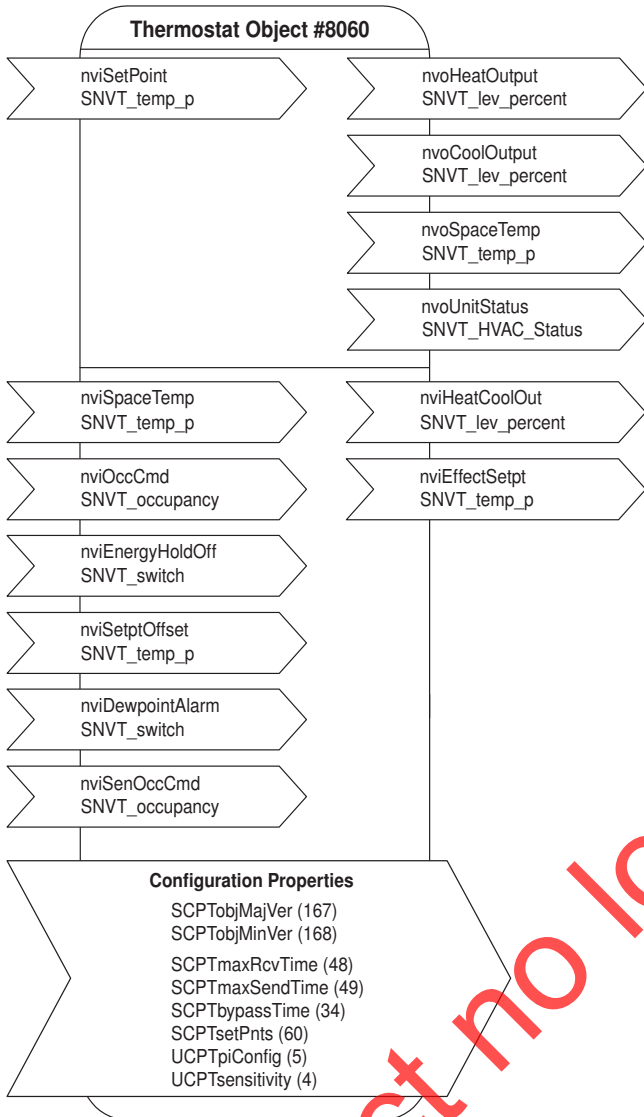 Thermostat Object #8060
nviSetPoint
SNVT_temp_p
nvoHeatOutput
SNVT_lev_percent
nvoCoolOutput
SNVT_lev_percent
nvoSpaceTemp
SNVT_temp_p
nvoUnitStatus
SNVT_HVAC_Status
nviSpaceTemp
SNVT_temp_p
nviHeatCoolOut
SNVT_lev_percent
nviOccCmd
SNVT_occupancy
nviEffectSetpt
SNVT_temp_p
nviEnergyHoldOff
SNVT_switch
nviSetptOffset
SNVT_temp_p
nviDewpointAlarm
SNVT_switch
nviSenOccCmd
SNVT_occupancy
Configuration Properties
SCPTobjMajVer (167)
SCPTobjMinVer (168)
SCPTmaxRcvTime (48)
SCPTmaxSendTime (49)
SCPTbypassTime (34)
SCPTsetPnts (60)
UCPTpiConfig (5)
UCPTsensitivity (4)
no